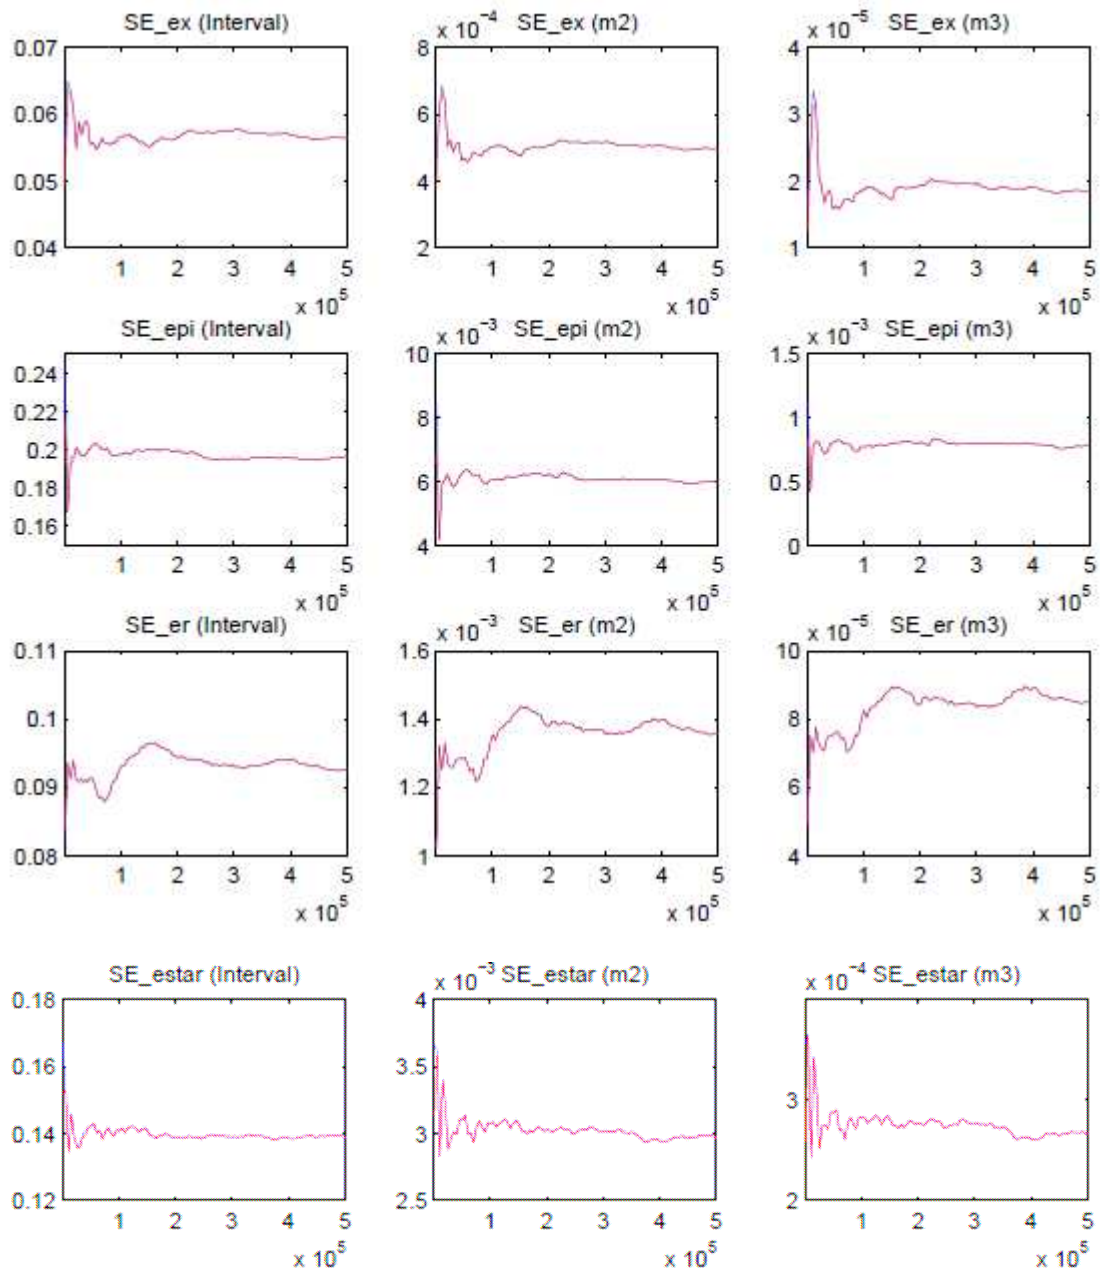 SE_ex (Interval)
0.07
0.06
0.05
0.04
1 2 3 4 5
x 10^5
x 10^-4 SE_ex (m2)
8
6
4
2
1 2 3 4 5
x 10^5
x 10^-5 SE_ex (m3)
4
3
2
1
1 2 3 4 5
x 10^5
SE_epi (Interval)
0.24
0.22
0.2
0.18
0.16
1 2 3 4 5
x 10^5
x 10^-3 SE_epi (m2)
10
8
6
4
1 2 3 4 5
x 10^5
x 10^-3 SE_epi (m3)
1.5
1
0.5
0
1 2 3 4 5
x 10^5
SE_er (Interval)
0.11
0.1
0.09
0.08
1 2 3 4 5
x 10^5
x 10^-3 SE_er (m2)
1.6
1.4
1.2
1
1 2 3 4 5
x 10^5
x 10^-5 SE_er (m3)
10
8
6
4
1 2 3 4 5
x 10^5
SE_estar (Interval)
0.18
0.16
0.14
0.12
1 2 3 4 5
x 10^5
x 10^-3 SE_estar (m2)
4
3.5
3
2.5
1 2 3 4 5
x 10^5
x 10^-4 SE_estar (m3)
3
2
1 2 3 4 5
x 10^5